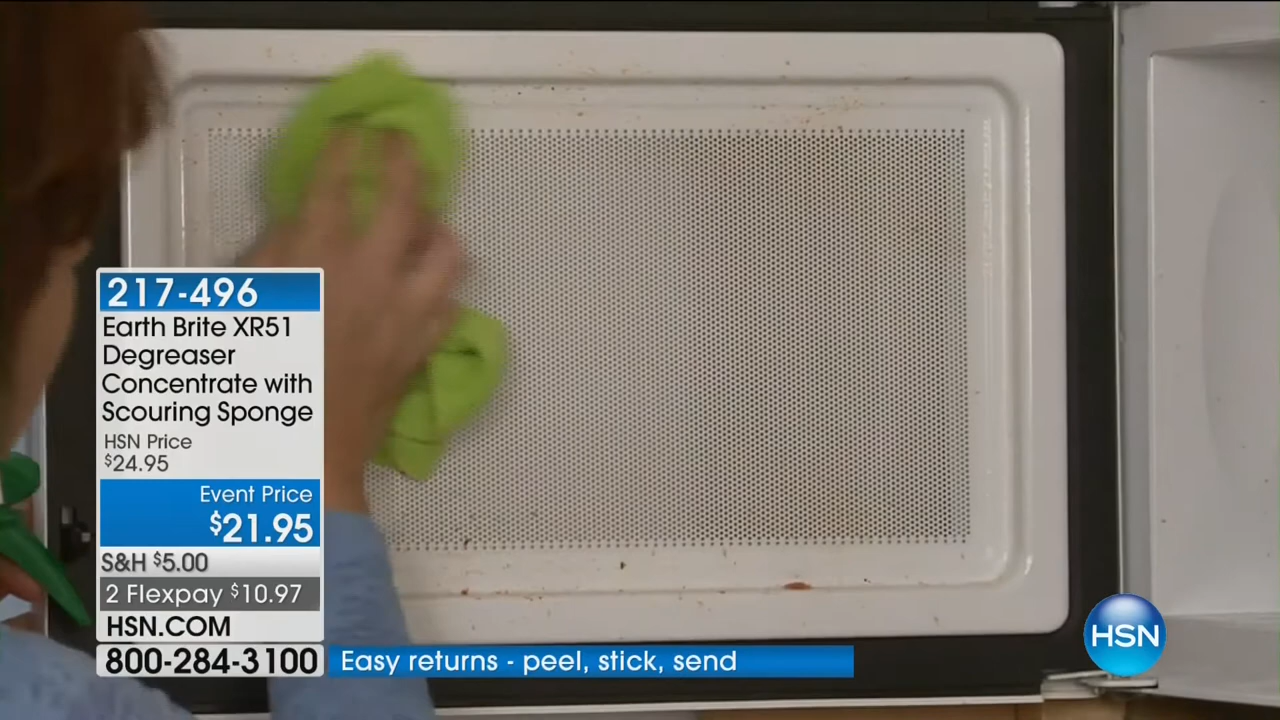 217-496
Earth Brite XR51
Degreaser
Concentrate with
Scouring Sponge
HSN Price
$24.95
Event Price
$21.95
S&H $5.00
2 Flexpay $10.97
HSN.COM
800-284-3100
Easy returns - peel, stick, send
HSN